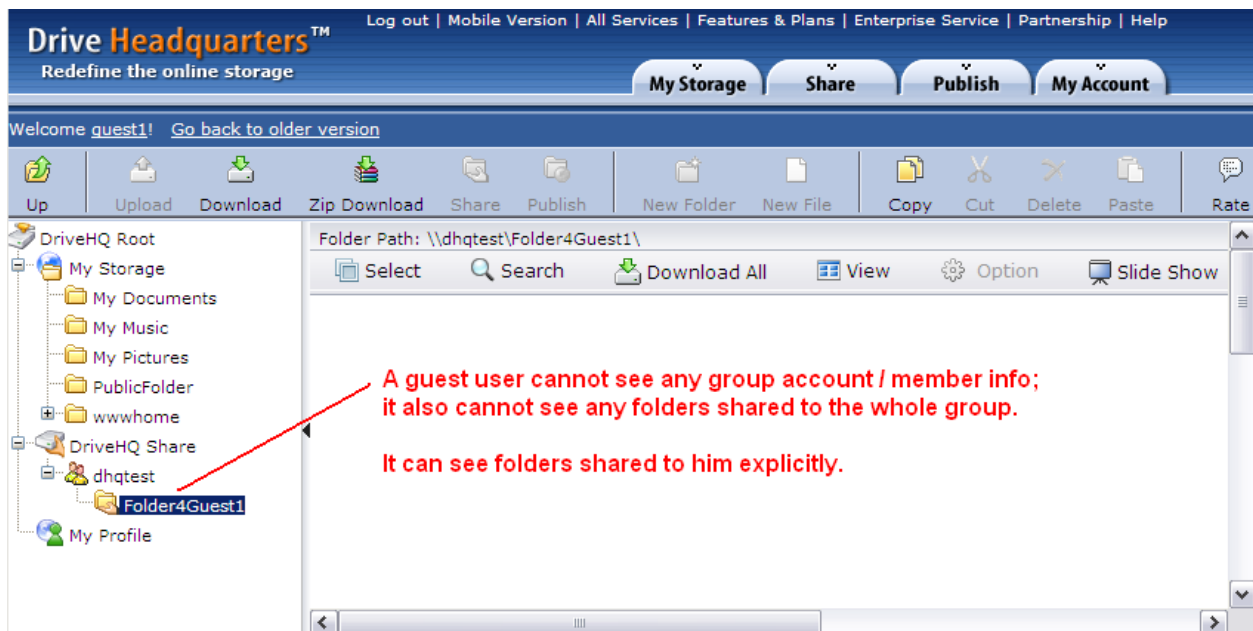 Log out | Mobile Version | All Services | Features & Plans | Enterprise Service | Partnership | Help
Drive Headquarters™
Redefine the online storage
My Storage Share Publish My Account
Welcome guest1! Go back to older version
Up Upload Download Zip Download Share Publish New Folder New File Copy Cut Delete Paste Rate
DriveHQ Root
My Storage
My Documents
My Music
My Pictures
PublicFolder
wwwhome
DriveHQ Share
dhqtest
Folder4Guest1
My Profile
Folder Path: \\dhqtest\Folder4Guest1\
Select Search Download All View Option Slide Show
A guest user cannot see any group account / member info;
it also cannot see any folders shared to the whole group.
It can see folders shared to him explicitly.